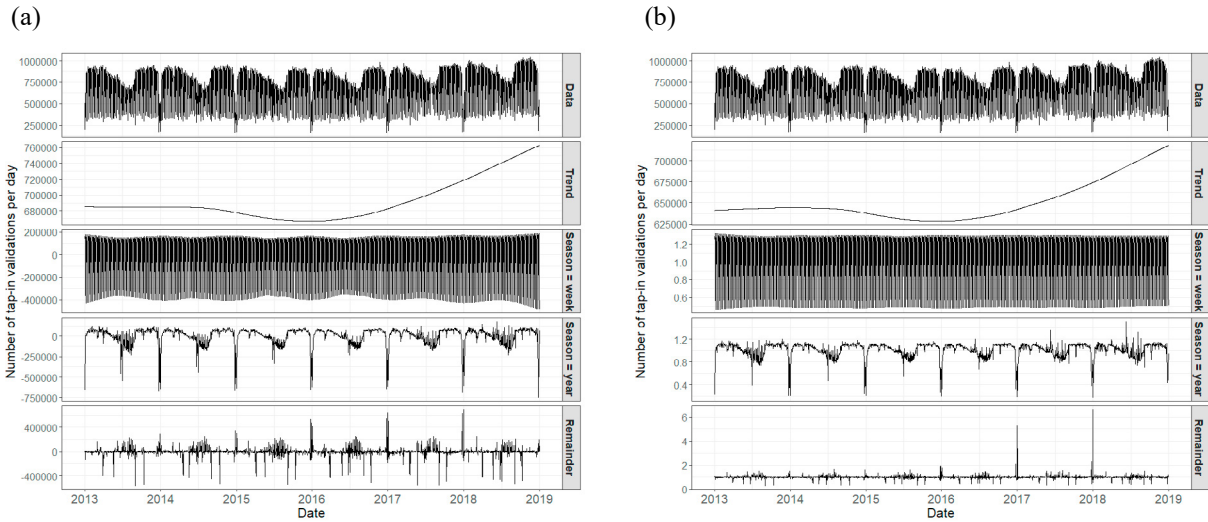 (a)
Number of tap-in validations per day
1000000
750000
500000
250000
Data
760000
740000
720000
700000
680000
Trend
200000
0
-200000
-400000
Season = week
0
-250000
-500000
-750000
Season = year
400000
0
-400000
Remainder
2013 2014 2015 2016 2017 2018 2019
Date
(b)
Number of tap-in validations per day
1000000
750000
500000
250000
Data
700000
675000
650000
625000
Trend
1.2
1.0
0.8
0.6
Season = week
1.2
0.8
0.4
Season = year
6
4
2
0
Remainder
2013 2014 2015 2016 2017 2018 2019
Date